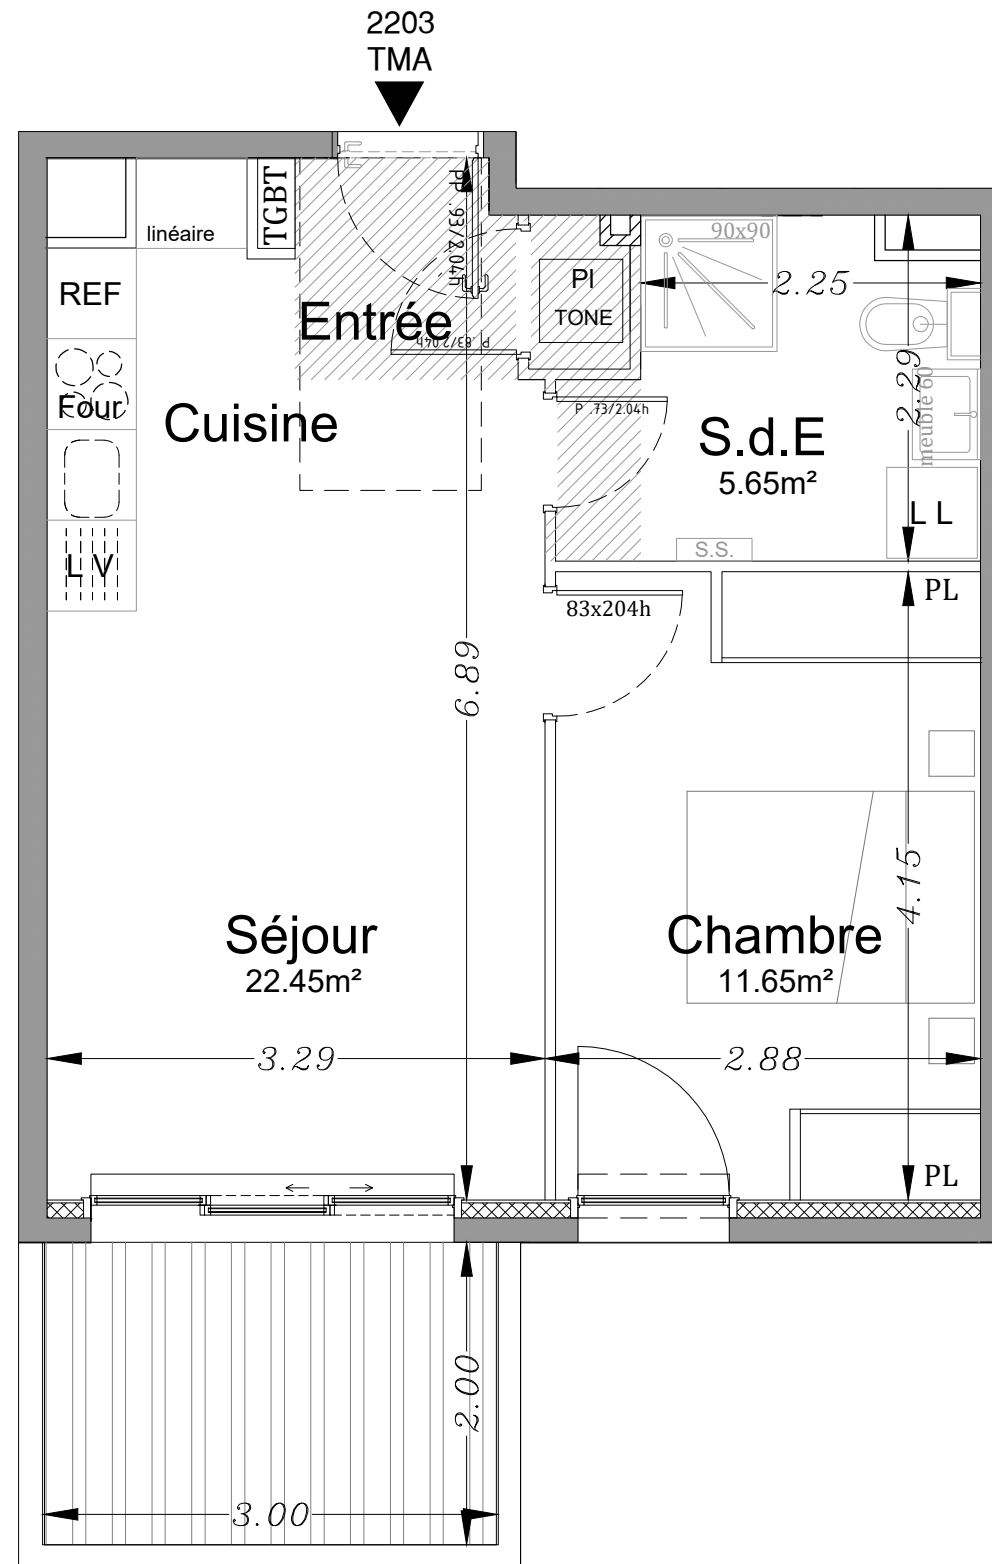 2203
TMA
TGBT
linéaire
PP .93/2.04h
90x90
REF
PI
TONE
2.25
Entrée
P .83/2.04h
Four
Cuisine
P .73/2.04h
2.29
meuble 60
S.d.E
5.65m²
L L
S.S.
L V
83x204h
PL
6.89
4.15
Séjour
22.45m²
Chambre
11.65m²
3.29
2.88
PL
2.00
3.00